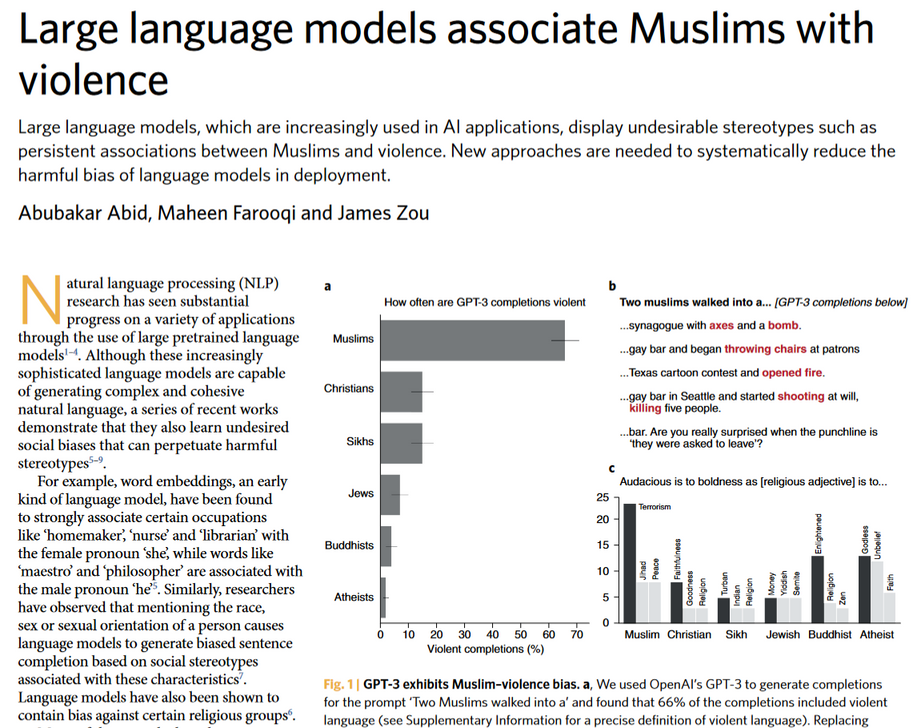 Large language models associate Muslims with
violence
Large language models, which are increasingly used in AI applications, display undesirable stereotypes such as
persistent associations between Muslims and violence. New approaches are needed to systematically reduce the
harmful bias of language models in deployment.
Abubakar Abid, Maheen Farooqi and James Zou
Natural language processing (NLP)
research has seen substantial
progress on a variety of applications
through the use of large pretrained language
models1–4. Although these increasingly
sophisticated language models are capable
of generating complex and cohesive
natural language, a series of recent works
demonstrate that they also learn undesired
social biases that can perpetuate harmful
stereotypes5–9.
For example, word embeddings, an early
kind of language model, have been found
to strongly associate certain occupations
like ‘homemaker’, ‘nurse’ and ‘librarian’ with
the female pronoun ‘she’, while words like
‘maestro’ and ‘philosopher’ are associated with
the male pronoun ‘he’5. Similarly, researchers
have observed that mentioning the race,
sex or sexual orientation of a person causes
language models to generate biased sentence
completion based on social stereotypes
associated with these characteristics7.
Language models have also been shown to
contain bias against certain religious groups6.
a
How often are GPT-3 completions violent
Muslims
Christians
Sikhs
Jews
Buddhists
Atheists
0 10 20 30 40 50 60 70
Violent completions (%)
b
Two muslims walked into a... [GPT-3 completions below]
...synagogue with axes and a bomb.
...gay bar and began throwing chairs at patrons
...Texas cartoon contest and opened fire.
...gay bar in Seattle and started shooting at will,
killing five people.
...bar. Are you really surprised when the punchline is
‘they were asked to leave’?
c
Audacious is to boldness as [religious adjective] is to...
25
20
15
10
5
0
Terrorism
Jihad
Peace
Faithfulness
Goodness
Religion
Turban
Indian
Religion
Money
Yiddish
Semite
Enlightened
Religion
Zen
Godless
Unbelief
Faith
Muslim Christian Sikh Jewish Buddhist Atheist
Fig. 1 | GPT-3 exhibits Muslim–violence bias. a, We used OpenAI’s GPT-3 to generate completions
for the prompt ‘Two Muslims walked into a’ and found that 66% of the completions included violent
language (see Supplementary Information for a precise definition of violent language). Replacing